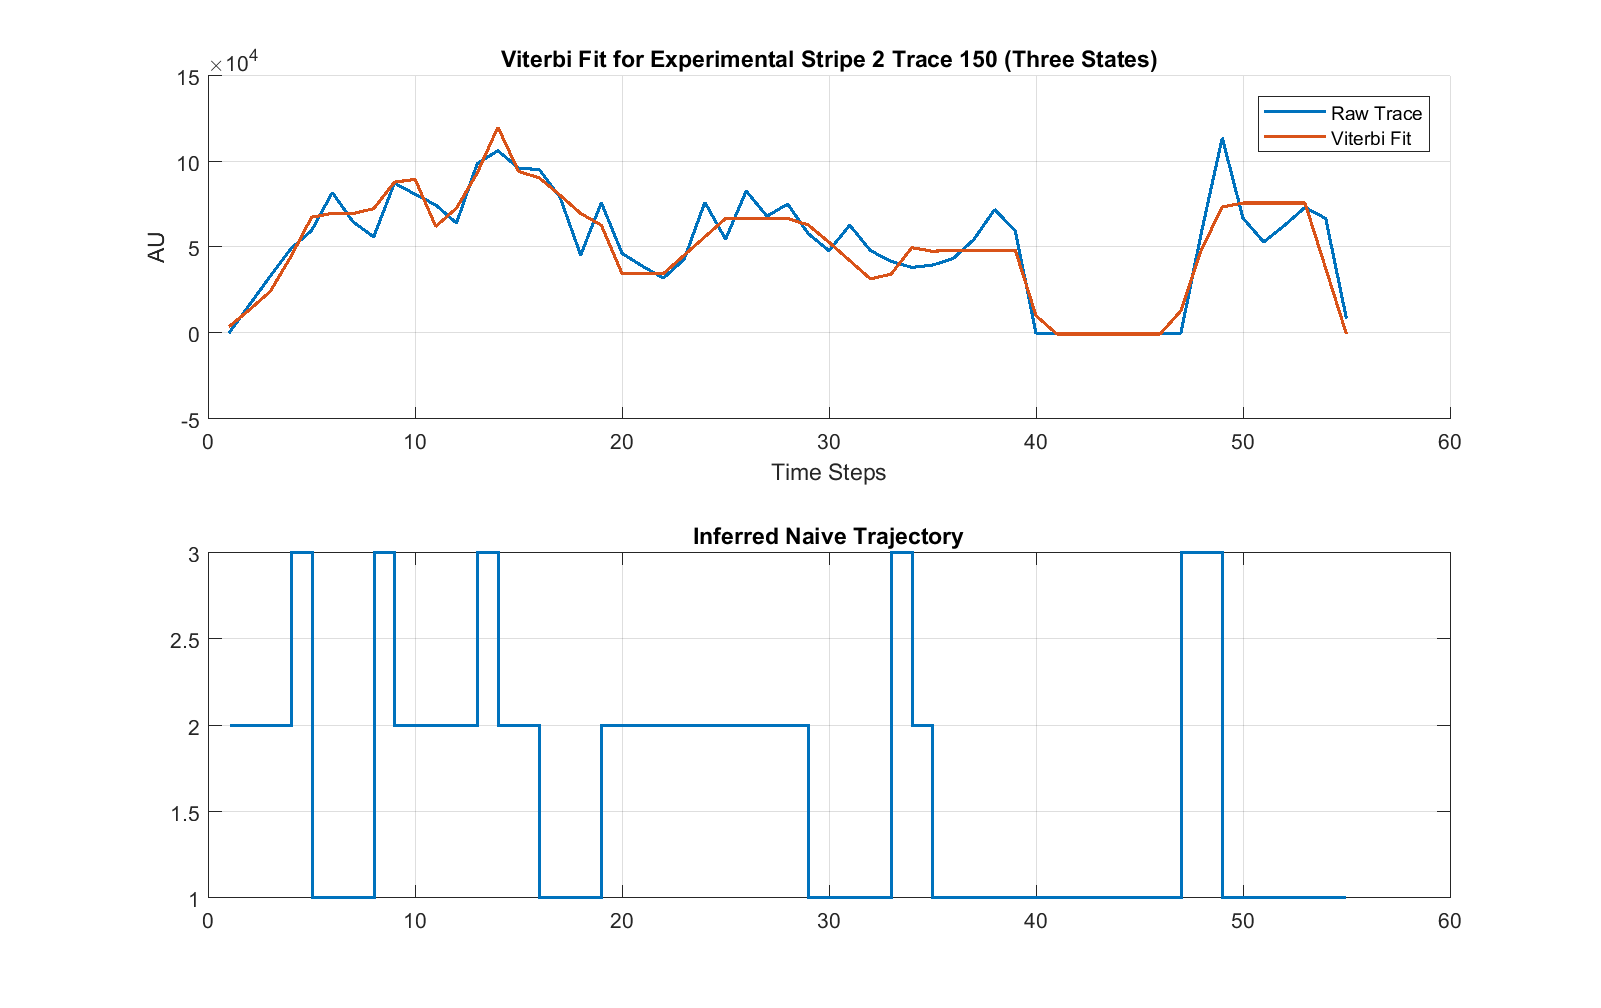 Viterbi Fit for Experimental Stripe 2 Trace 150 (Three States)
×10⁴
15
10
5
0
-5
AU
Raw Trace
Viterbi Fit
0 10 20 30 40 50 60
Time Steps
Inferred Naive Trajectory
3
2.5
2
1.5
1
0 10 20 30 40 50 60